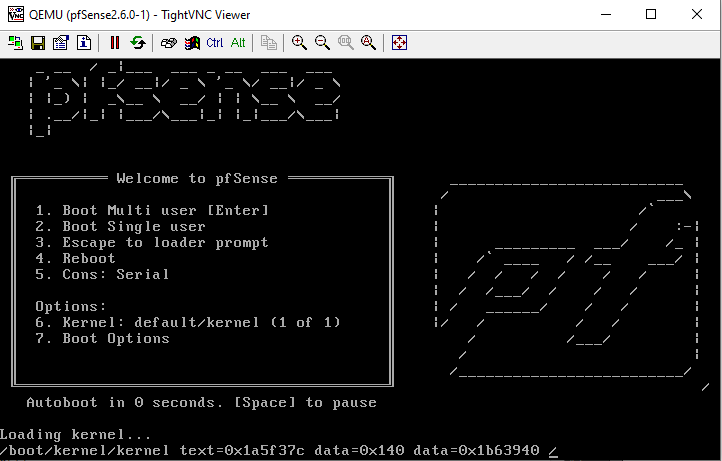 QEMU (pfSense2.6.0-1) - TightVNC Viewer
Ctrl Alt
pfsense
Welcome to pfSense
1. Boot Multi user [Enter]
2. Boot Single user
3. Escape to loader prompt
4. Reboot
5. Cons: Serial
Options:
6. Kernel: default/kernel (1 of 1)
7. Boot Options
pf
Autoboot in 0 seconds. [Space] to pause
Loading kernel...
/boot/kernel/kernel text=0x1a5f37c data=0x140 data=0x1b63940 /